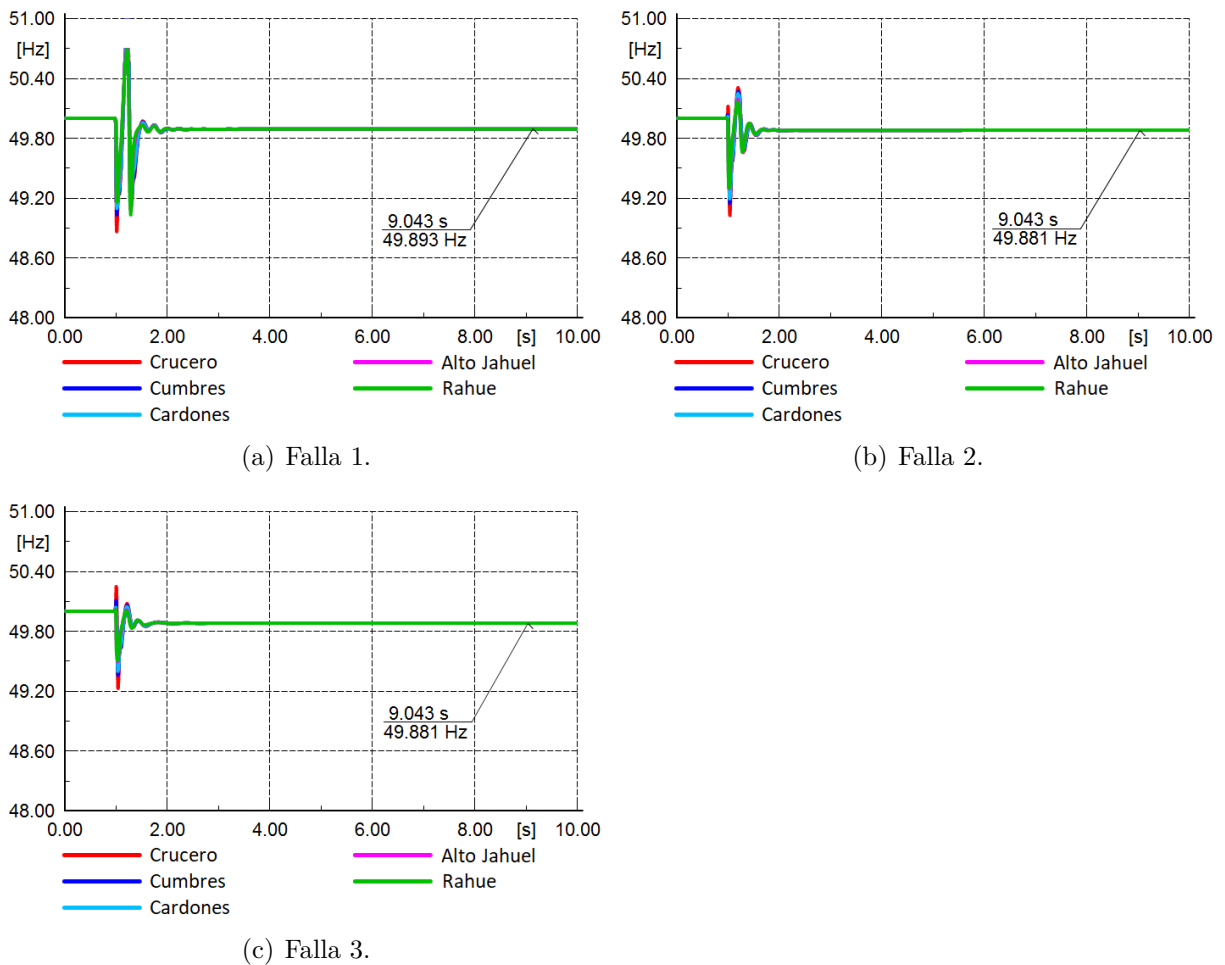 51.00
[Hz]
50.40
49.80
49.20
48.60
48.00
9.043 s
49.893 Hz
0.00 2.00 4.00 6.00 8.00 [s] 10.00
Crucero Alto Jahuel
Cumbres Rahue
Cardones
(a) Falla 1.
51.00
[Hz]
50.40
49.80
49.20
48.60
48.00
9.043 s
49.881 Hz
0.00 2.00 4.00 6.00 8.00 [s] 10.00
Crucero Alto Jahuel
Cumbres Rahue
Cardones
(b) Falla 2.
51.00
[Hz]
50.40
49.80
49.20
48.60
48.00
9.043 s
49.881 Hz
0.00 2.00 4.00 6.00 8.00 [s] 10.00
Crucero Alto Jahuel
Cumbres Rahue
Cardones
(c) Falla 3.